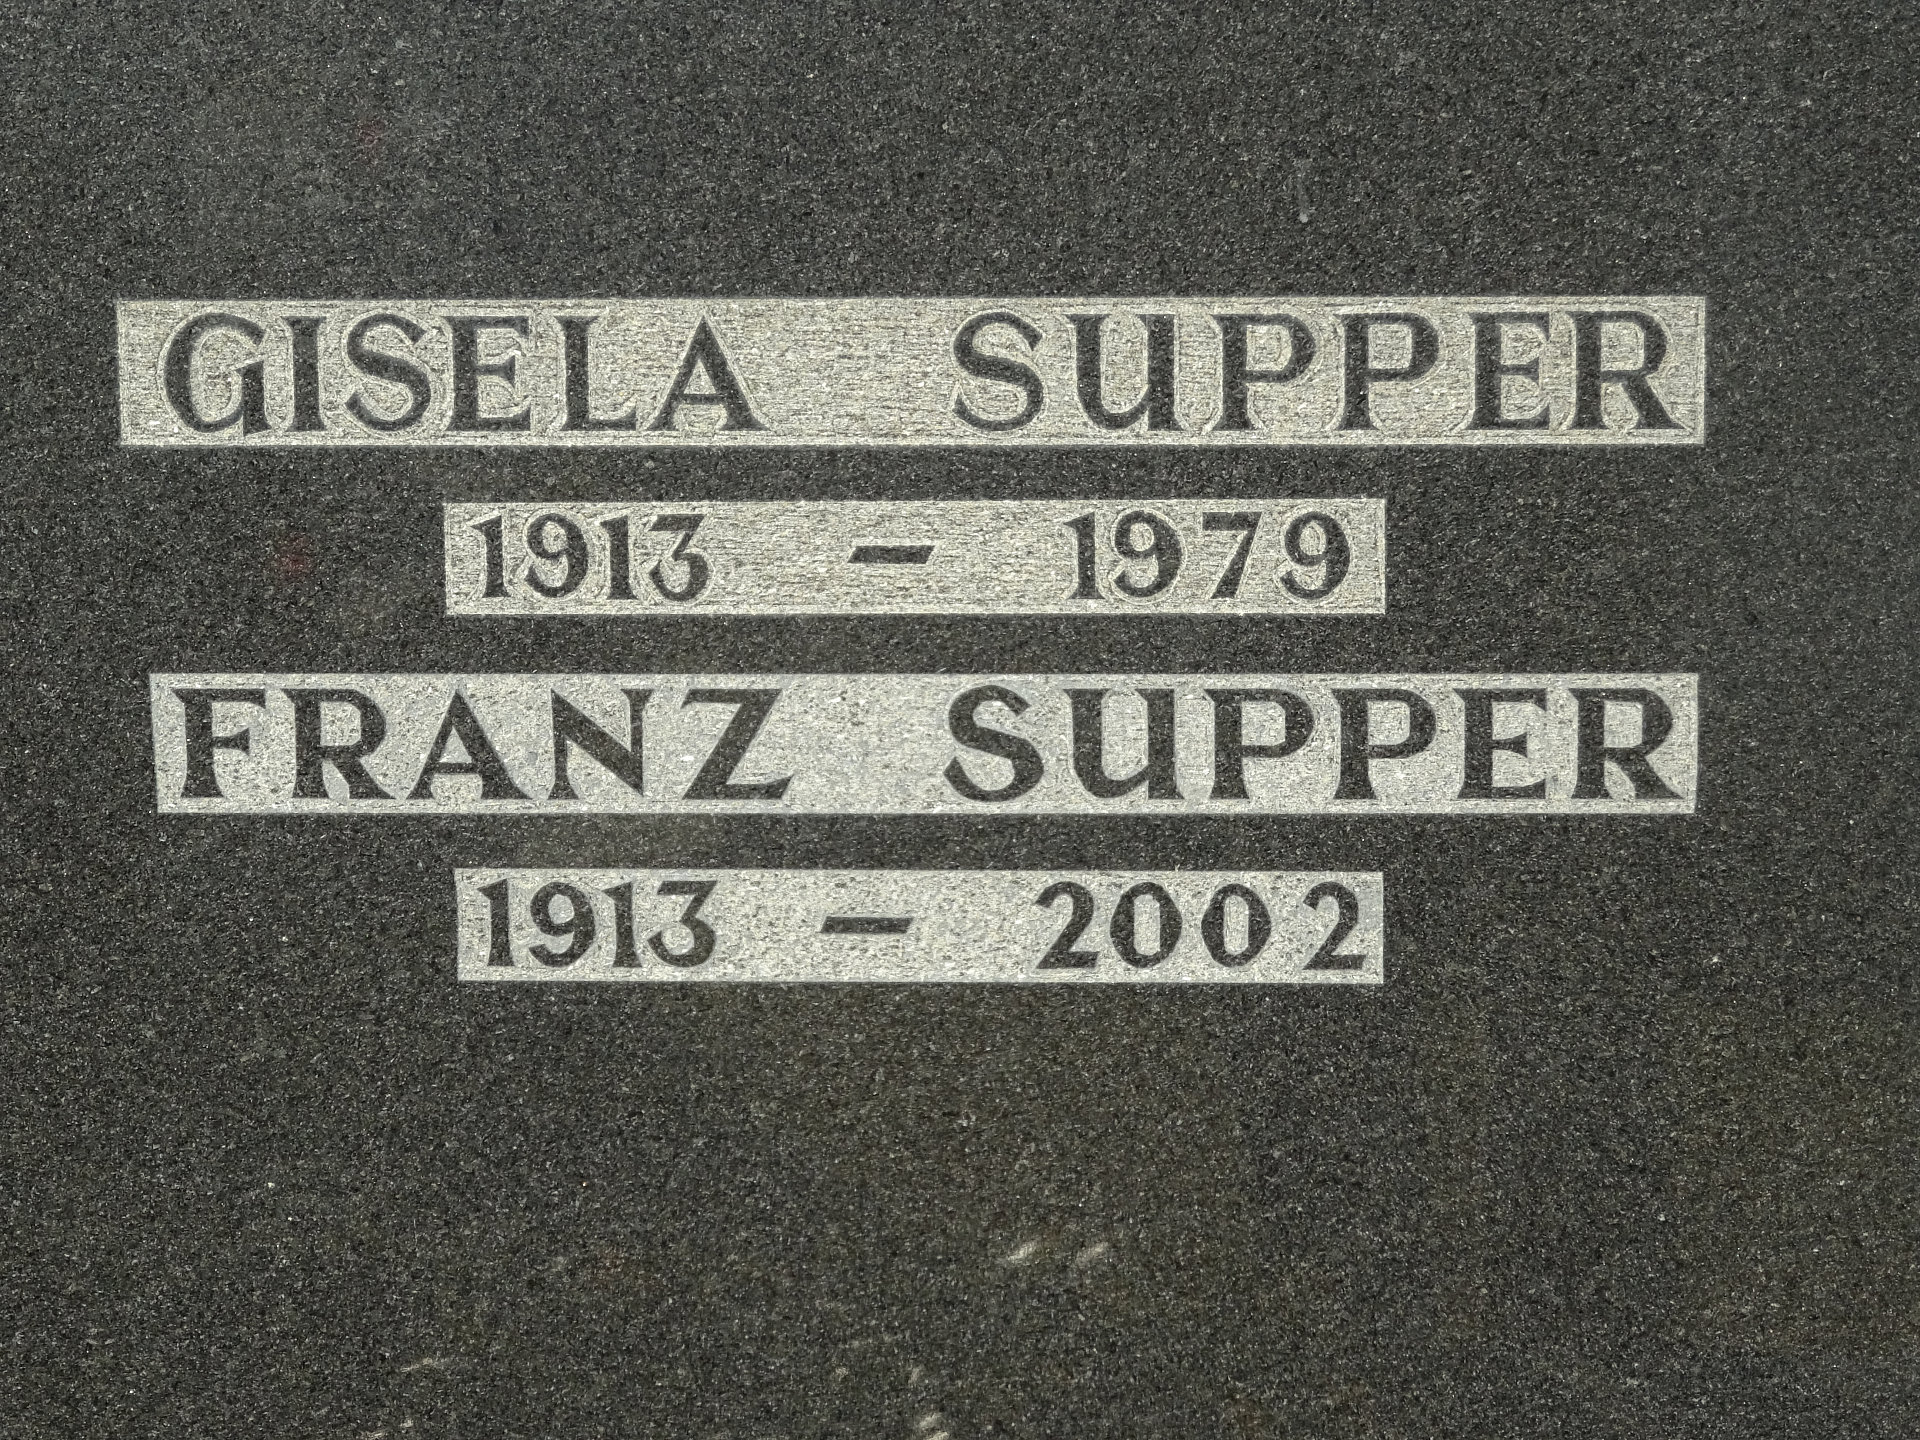 GISELA SUPPER
1913 – 1979
FRANZ SUPPER
1913 – 2002